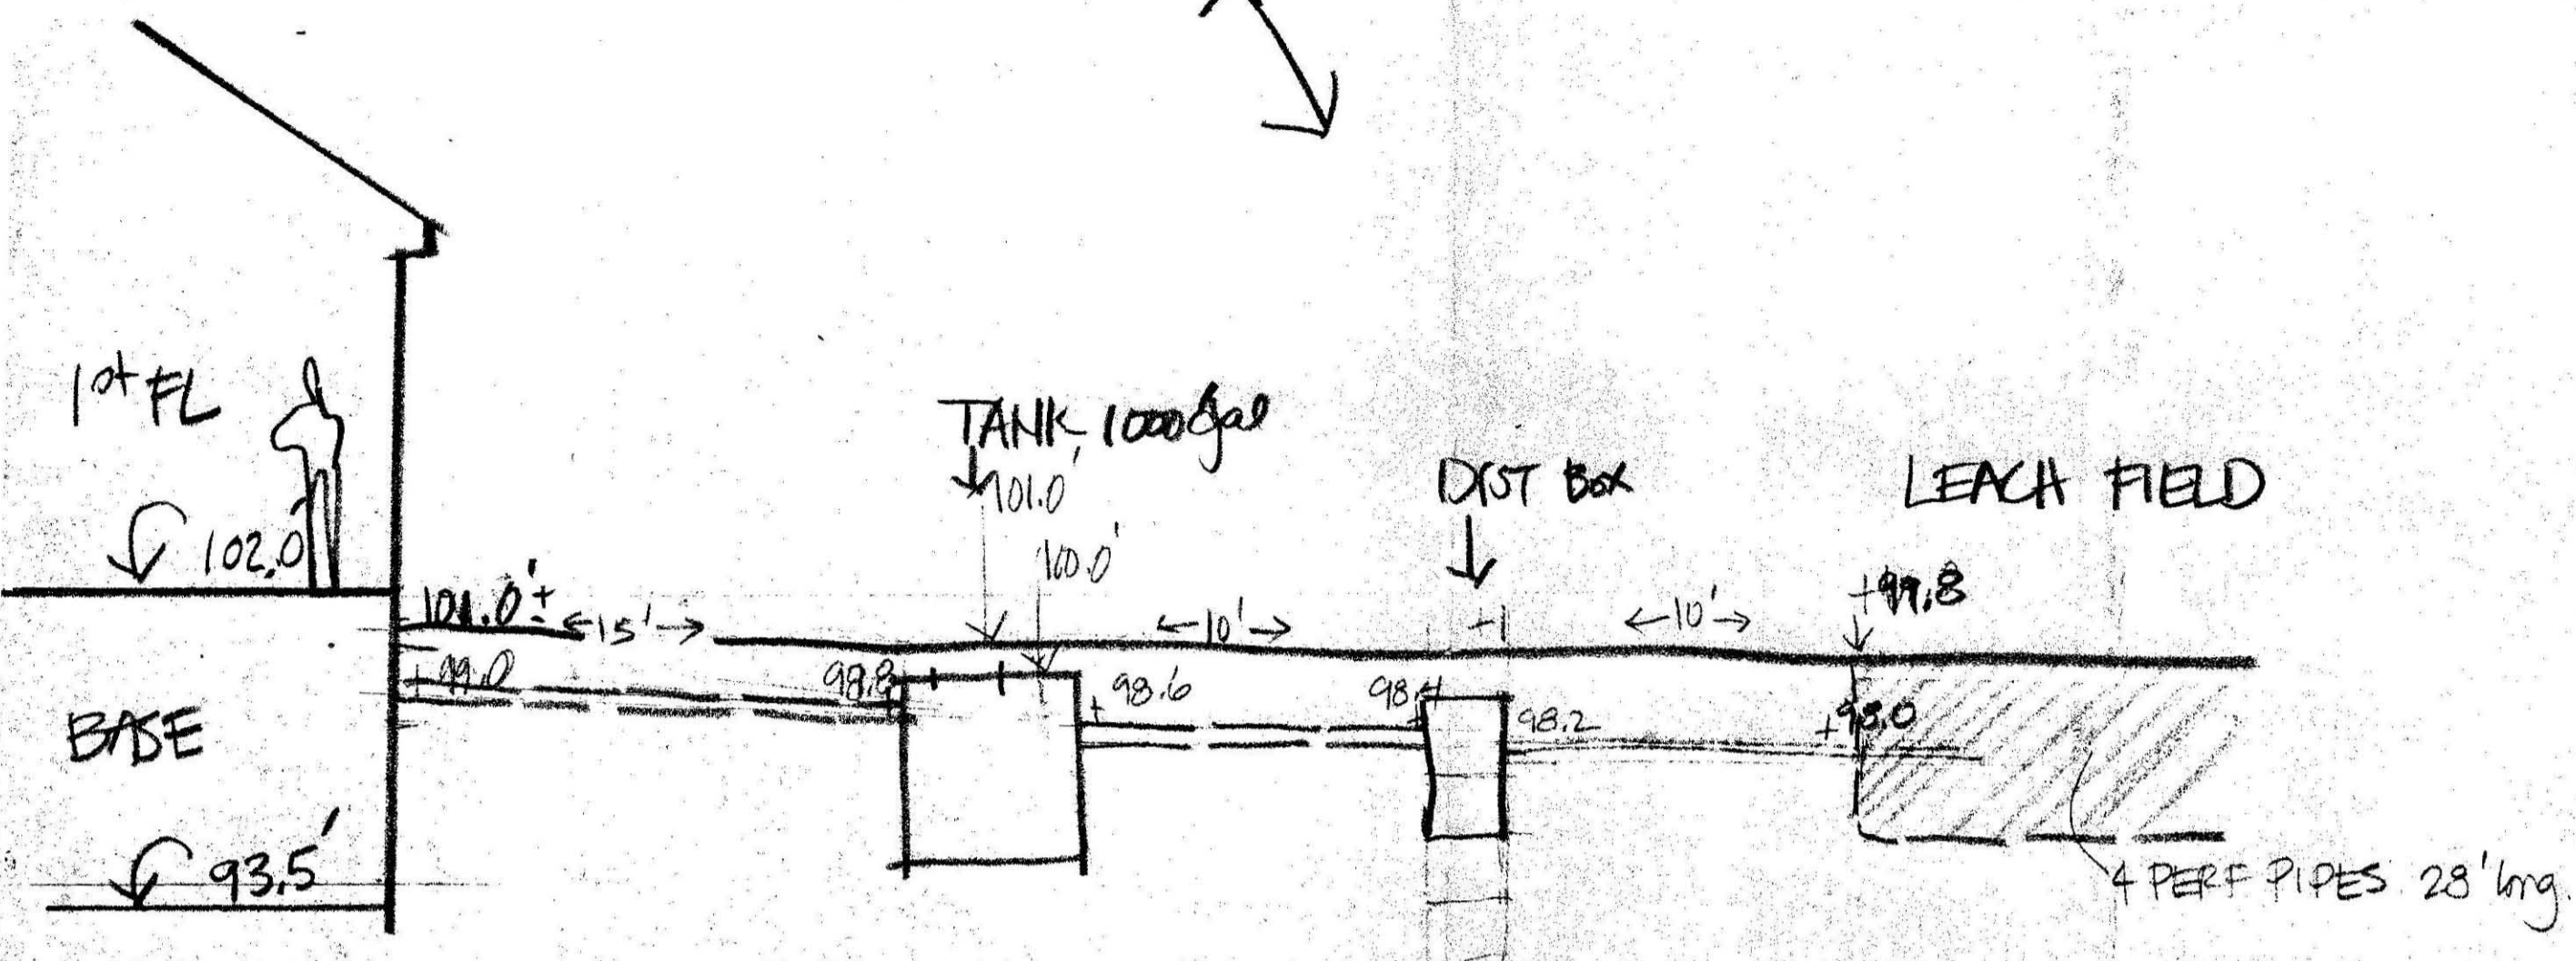 1st FL
102.0'
101.0'±
←15'→
TANK, 1000 Gal
101.0'
100.0'
←10'→
DIST BOX
←10'→
LEACH FIELD
+99.8
+99.0
98.8
+98.6
98.4
98.2
+98.0
BASE
93.5'
4 PERF PIPES 28' long.